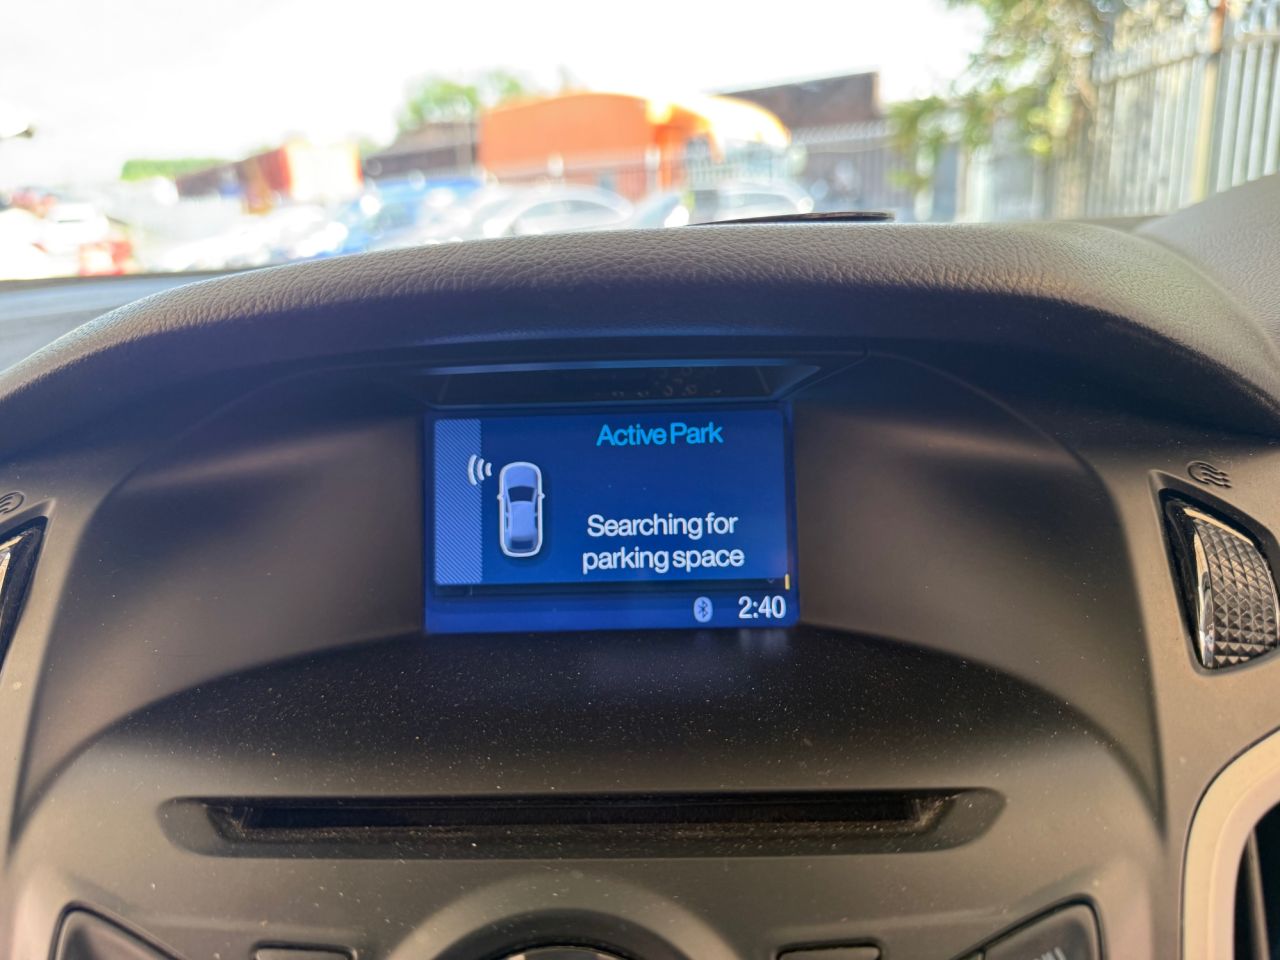 Active Park
Searching for
parking space
2:40